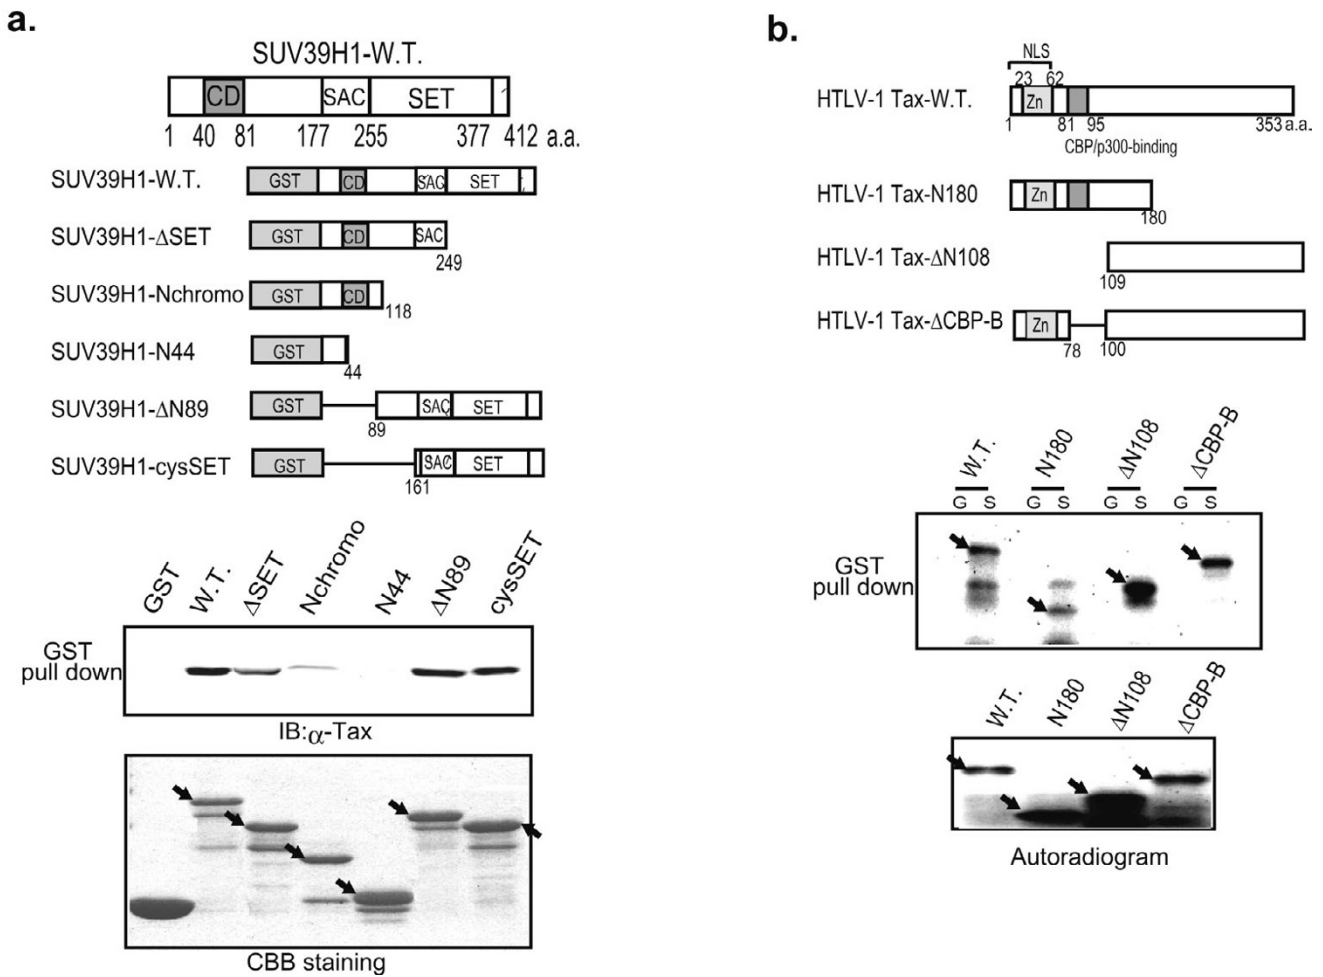 a.
SUV39H1-W.T.
CD SAC SET
1 40 81 177 255 377 412 a.a.
SUV39H1-W.T. GST CD SAC SET
SUV39H1-ΔSET GST CD SAC
249
SUV39H1-Nchromo GST CD
118
SUV39H1-N44 GST
44
SUV39H1-ΔN89 GST SAC SET
89
SUV39H1-cysSET GST SAC SET
161
GST W.T. ΔSET Nchromo N44 ΔN89 cysSET
GST
pull down
IB:α-Tax
CBB staining
b.
NLS
23 62
HTLV-1 Tax-W.T. Zn
1 81 95 353 a.a.
CBP/p300-binding
HTLV-1 Tax-N180 Zn
180
HTLV-1 Tax-ΔN108
109
HTLV-1 Tax-ΔCBP-B Zn
78 100
W.T. N180 ΔN108 ΔCBP-B
G S G S G S G S
GST
pull down
W.T. N180 ΔN108 ΔCBP-B
Autoradiogram